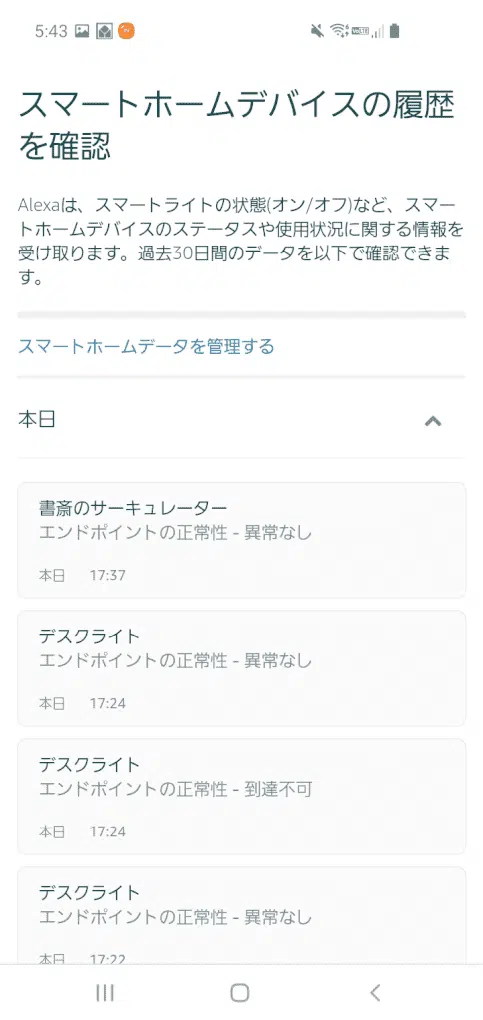 5:43
スマートホームデバイスの履歴
を確認
Alexaは、スマートライトの状態(オン/オフ)など、スマー
トホームデバイスのステータスや使用状況に関する情報を
受け取ります。過去30日間のデータを以下で確認できま
す。
スマートホームデータを管理する
本日
書斎のサーキュレーター
エンドポイントの正常性 - 異常なし
本日 17:37
デスクライト
エンドポイントの正常性 - 異常なし
本日 17:24
デスクライト
エンドポイントの正常性 - 到達不可
本日 17:24
デスクライト
エンドポイントの正常性 - 異常なし
本日 17:22